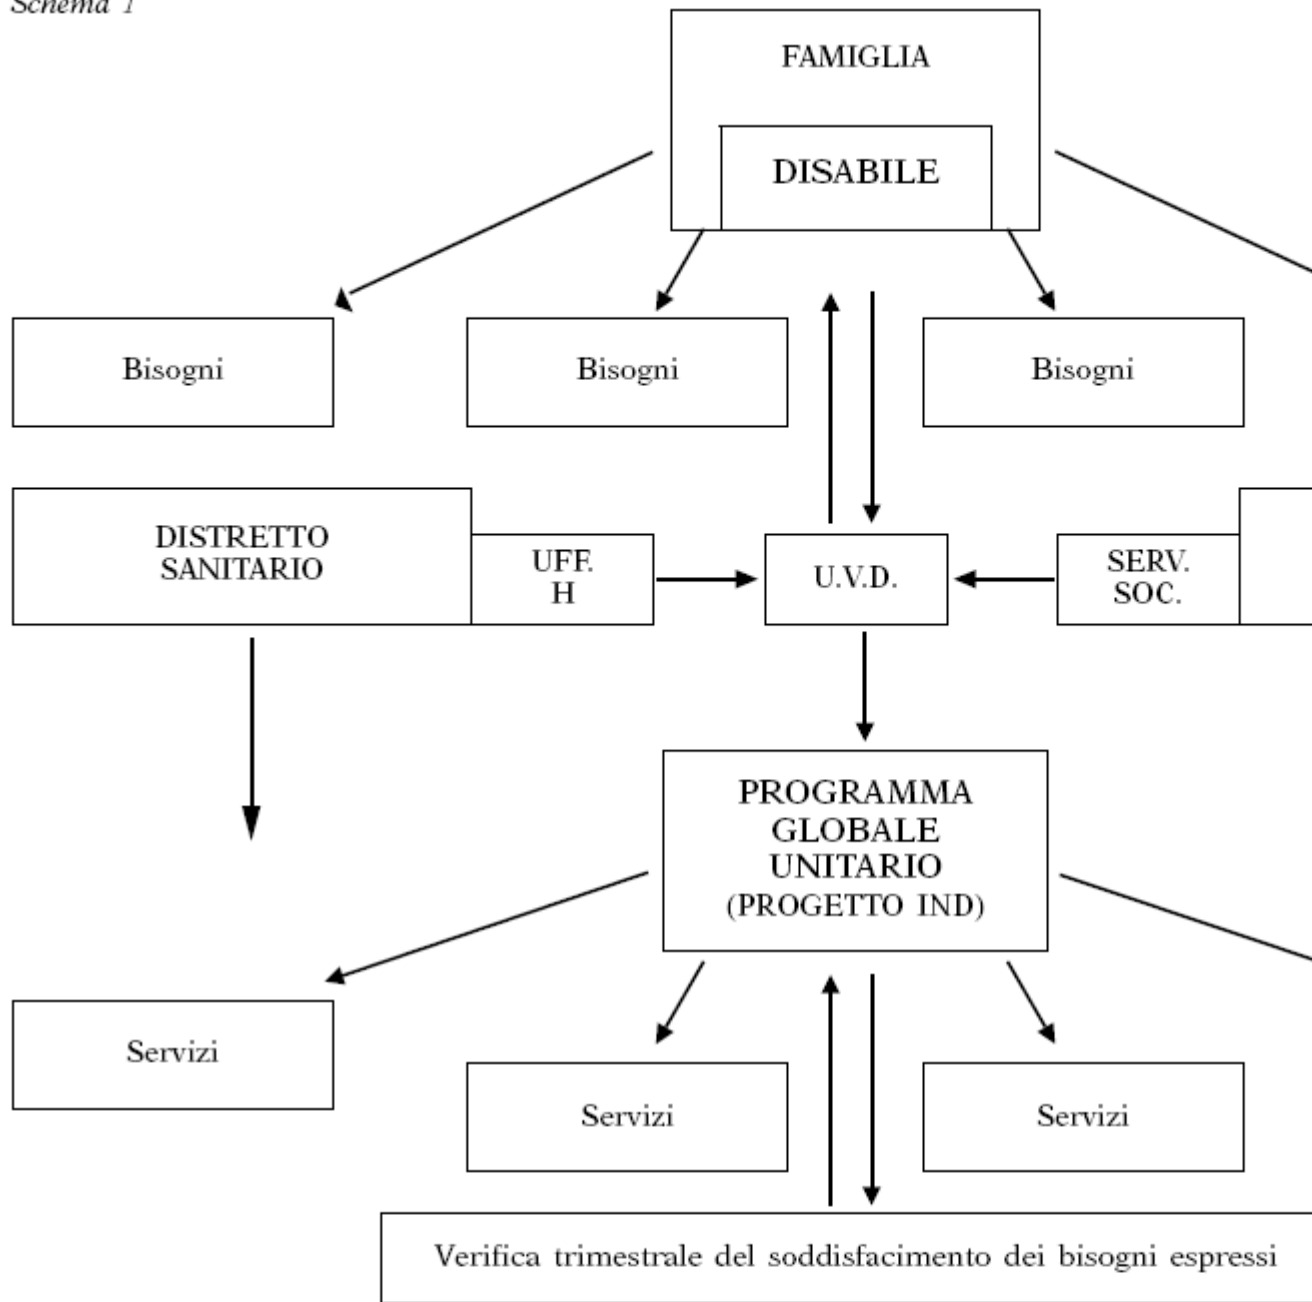 Schema 1
FAMIGLIA
DISABILE
Bisogni
Bisogni
Bisogni
DISTRETTO
SANITARIO
UFF.
H
U.V.D.
SERV.
SOC.
PROGRAMMA
GLOBALE
UNITARIO
(PROGETTO IND)
Servizi
Servizi
Servizi
Verifica trimestrale del soddisfacimento dei bisogni espressi